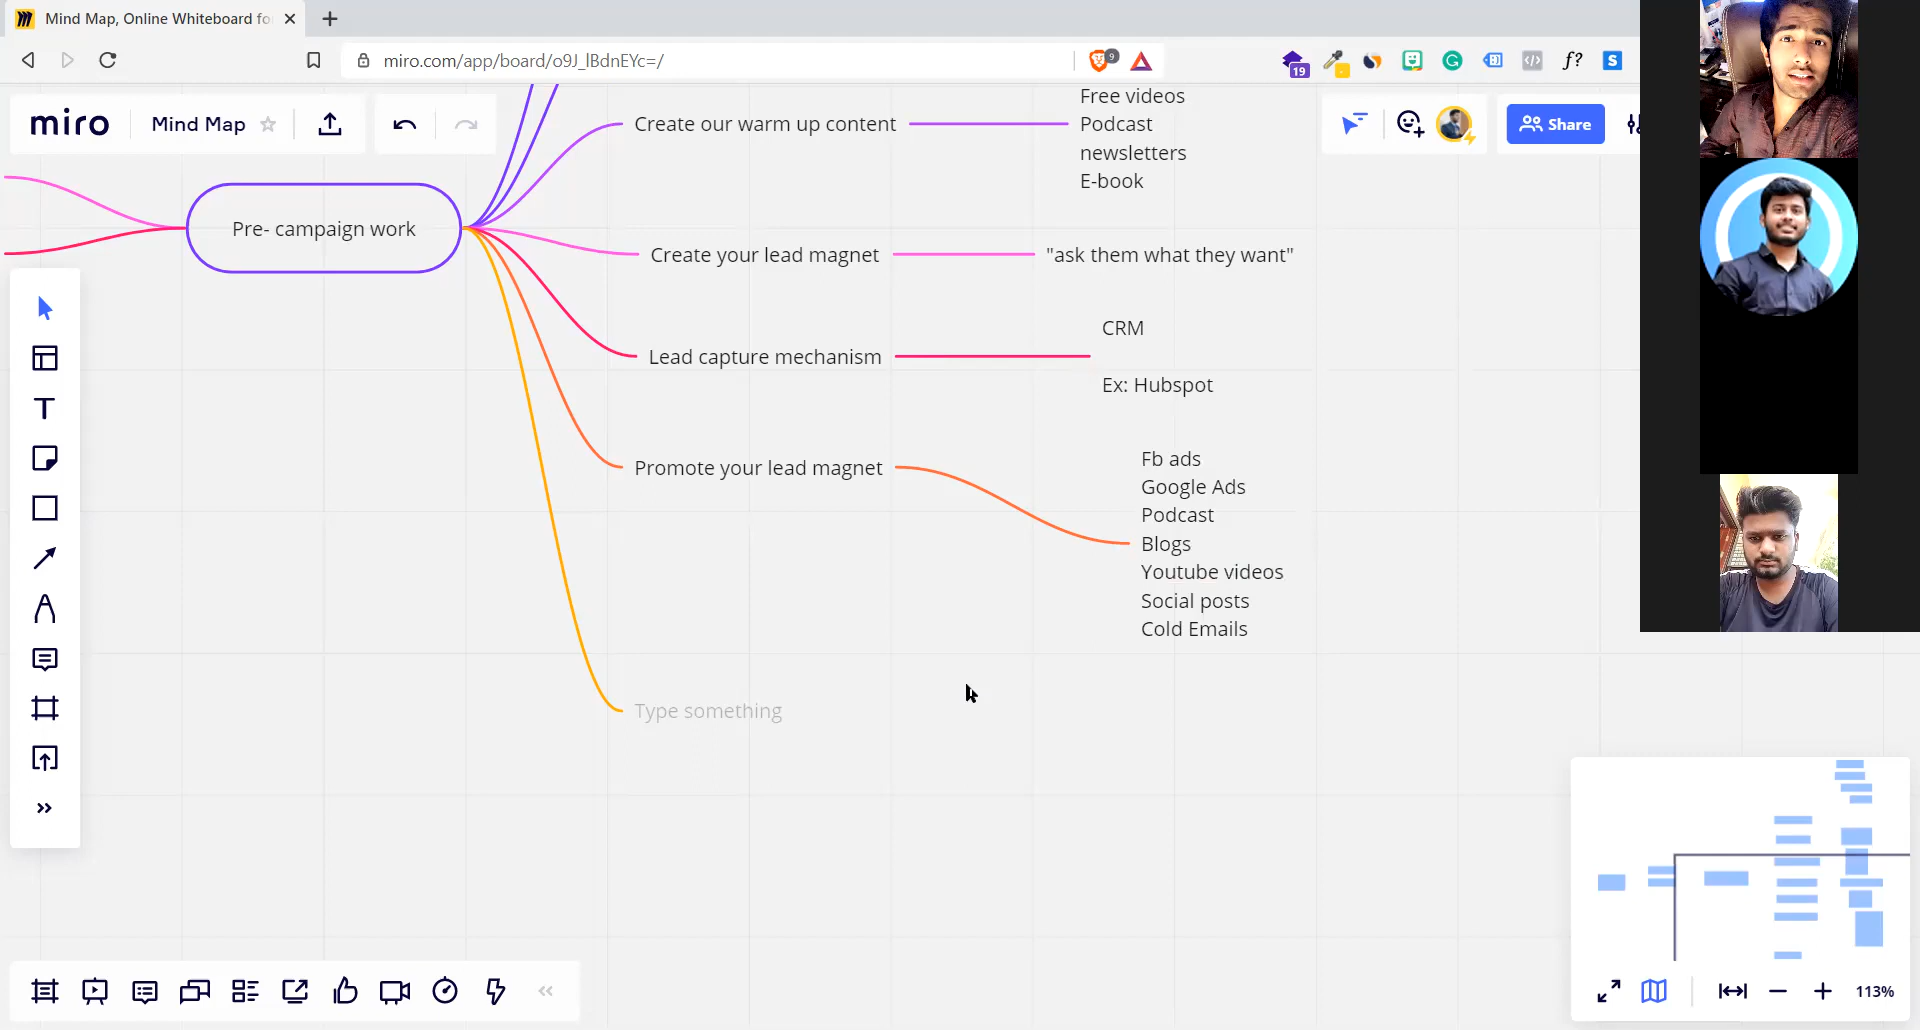 Mind Map, Online Whiteboard fo
miro.com/app/board/o9J_lBdnEYc=/
9
19
f?
S
miro
Mind Map
Share
Free videos
Create our warm up content
Podcast
newsletters
E-book
Pre- campaign work
Create your lead magnet
"ask them what they want"
CRM
Lead capture mechanism
Ex: Hubspot
Promote your lead magnet
Fb ads
Google Ads
Podcast
Blogs
Youtube videos
Social posts
Cold Emails
Type something
113%